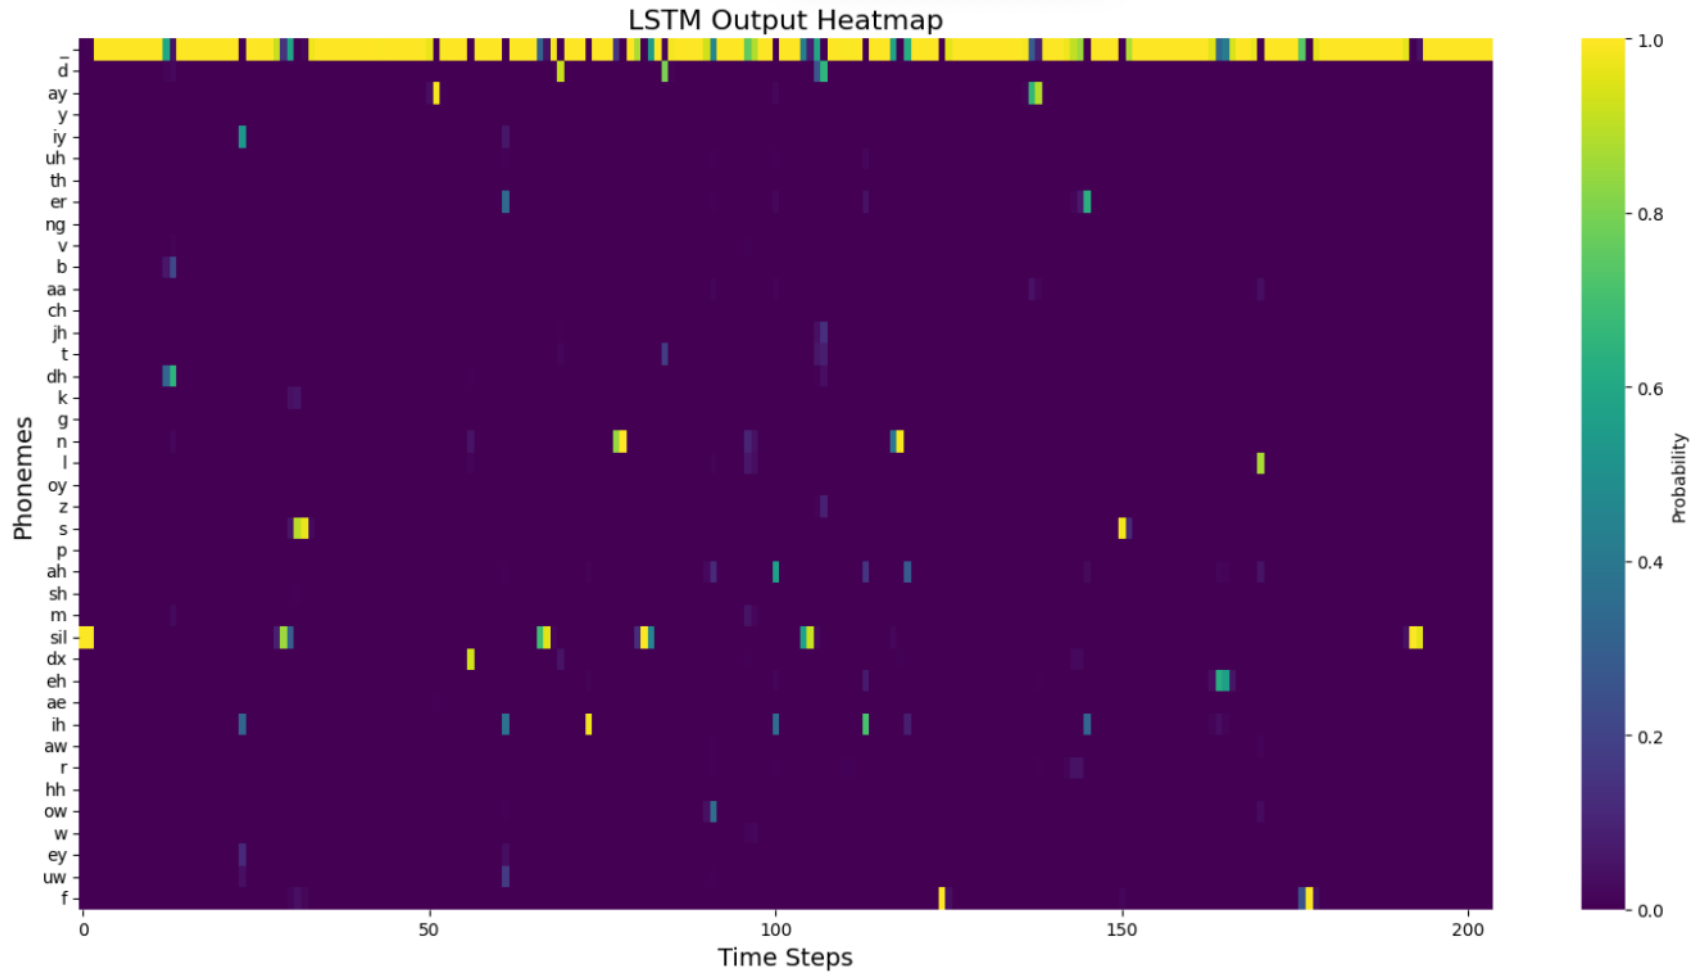 LSTM Output Heatmap
Phonemes
_
d
ay
y
iy
uh
th
er
ng
v
b
aa
ch
jh
t
dh
k
g
n
l
oy
z
s
p
ah
sh
m
sil
dx
eh
ae
ih
aw
r
hh
ow
w
ey
uw
f
0 50 100 150 200
Time Steps
1.0
0.8
0.6
0.4
0.2
0.0
Probability